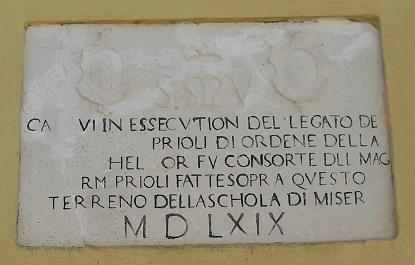 S. M V
CA VI IN ESSECVTION DEL LEGATO DE
PRIOLI DI ORDENE DELLA
HEL OR FV CONSORTE DLL MAG
RM PRIOLI FATTE SOPRA QVESTO
TERRENO DELLA SCHOLA DI MISER
M D LXIX